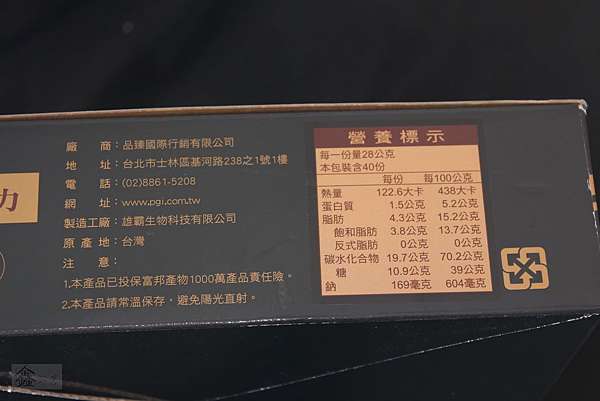 力
廠　商：品臻國際行銷有限公司
地　址：台北市士林區基河路238之1號1樓
電　話：(02)8861-5208
網　址：www.pgi.com.tw
製造工廠：雄霸生物科技有限公司
原 產 地：台灣
注　意：
1.本產品已投保富邦產物1000萬產品責任險。
2.本產品請常溫保存，避免陽光直射。
營養標示
每一份量28公克
本包裝含40份
每份 每100公克
熱量 122.6大卡 438大卡
蛋白質 1.5公克 5.2公克
脂肪 4.3公克 15.2公克
飽和脂肪 3.8公克 13.7公克
反式脂肪 0公克 0公克
碳水化合物 19.7公克 70.2公克
糖 10.9公克 39公克
鈉 169毫克 604毫克